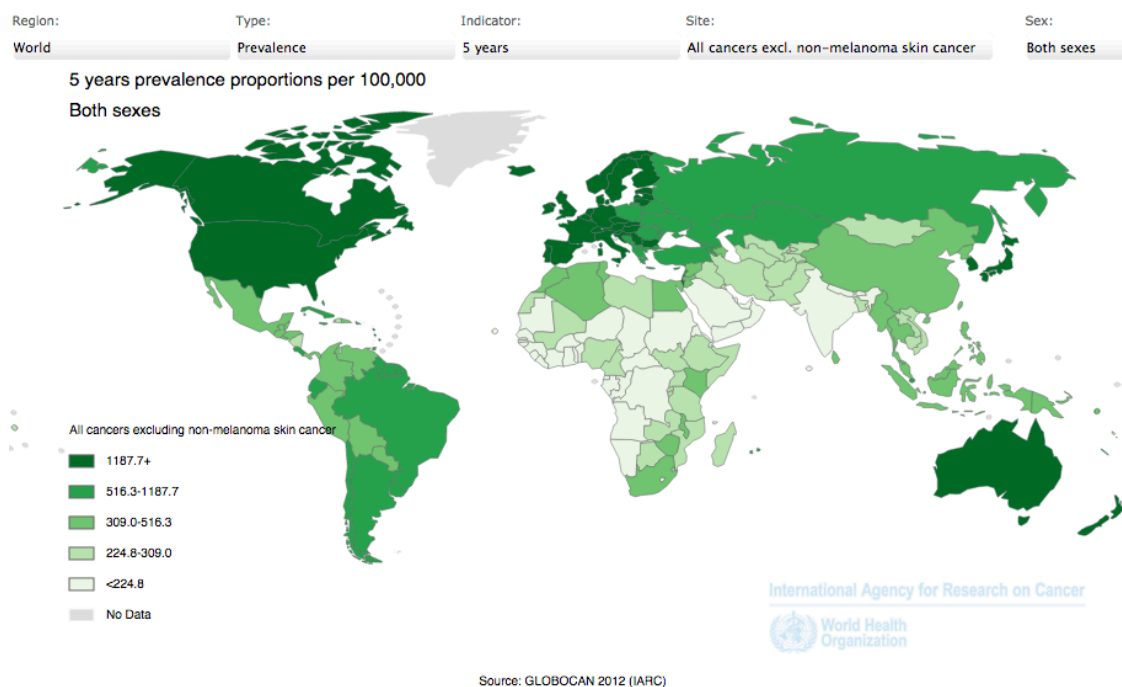 Region: Type: Indicator: Site: Sex:
World Prevalence 5 years All cancers excl. non-melanoma skin cancer Both sexes
5 years prevalence proportions per 100,000
Both sexes
All cancers excluding non-melanoma skin cancer
1187.7+
516.3-1187.7
309.0-516.3
224.8-309.0
<224.8
No Data
International Agency for Research on Cancer
World Health
Organization
Source: GLOBOCAN 2012 (IARC)